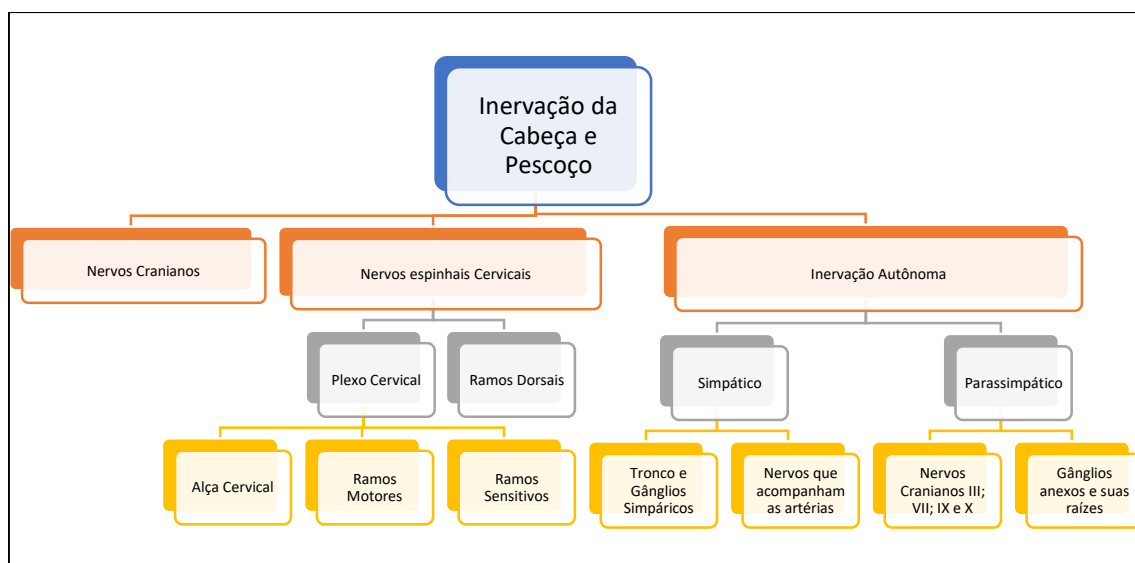 Inervação da
Cabeça e
Pescoço
Nervos Cranianos
Nervos espinhais Cervicais
Inervação Autônoma
Plexo Cervical
Ramos Dorsais
Simpático
Parassimpático
Alça Cervical
Ramos
Motores
Ramos
Sensitivos
Tronco e
Gânglios
Simpáricos
Nervos que
acompanham
as artérias
Nervos
Cranianos III;
VII; IX e X
Gânglios
anexos e suas
raízes